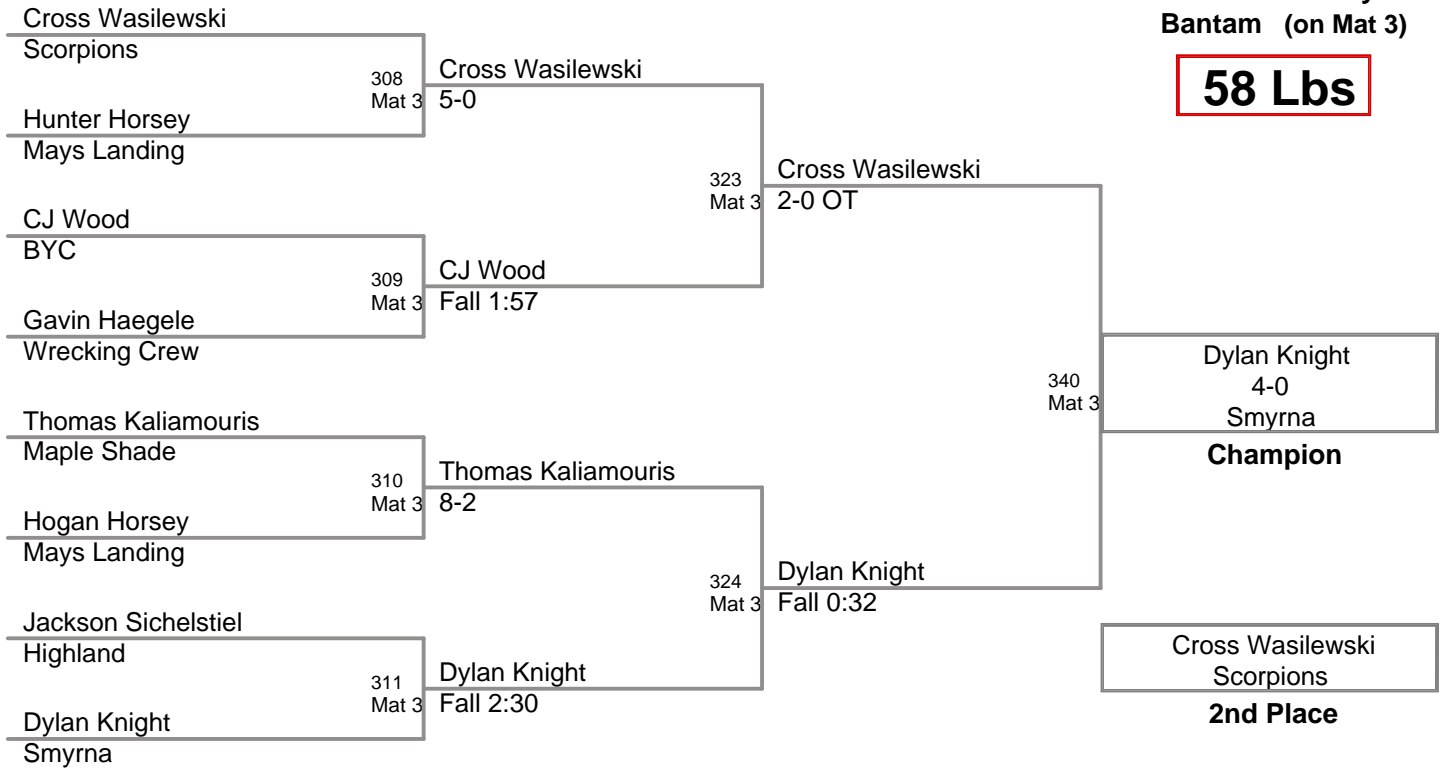 Bantam (on Mat 3)
58 Lbs
Cross Wasilewski
Scorpions
308
Mat 3
Cross Wasilewski
5-0
Hunter Horsey
Mays Landing
323
Mat 3
Cross Wasilewski
2-0 OT
CJ Wood
BYC
309
Mat 3
CJ Wood
Fall 1:57
Gavin Haegele
Wrecking Crew
340
Mat 3
Dylan Knight
4-0
Smyrna
Champion
Thomas Kaliamouris
Maple Shade
310
Mat 3
Thomas Kaliamouris
8-2
Hogan Horsey
Mays Landing
324
Mat 3
Dylan Knight
Fall 0:32
Jackson Sichelstiel
Highland
311
Mat 3
Dylan Knight
Fall 2:30
Dylan Knight
Smyrna
Cross Wasilewski
Scorpions
2nd Place